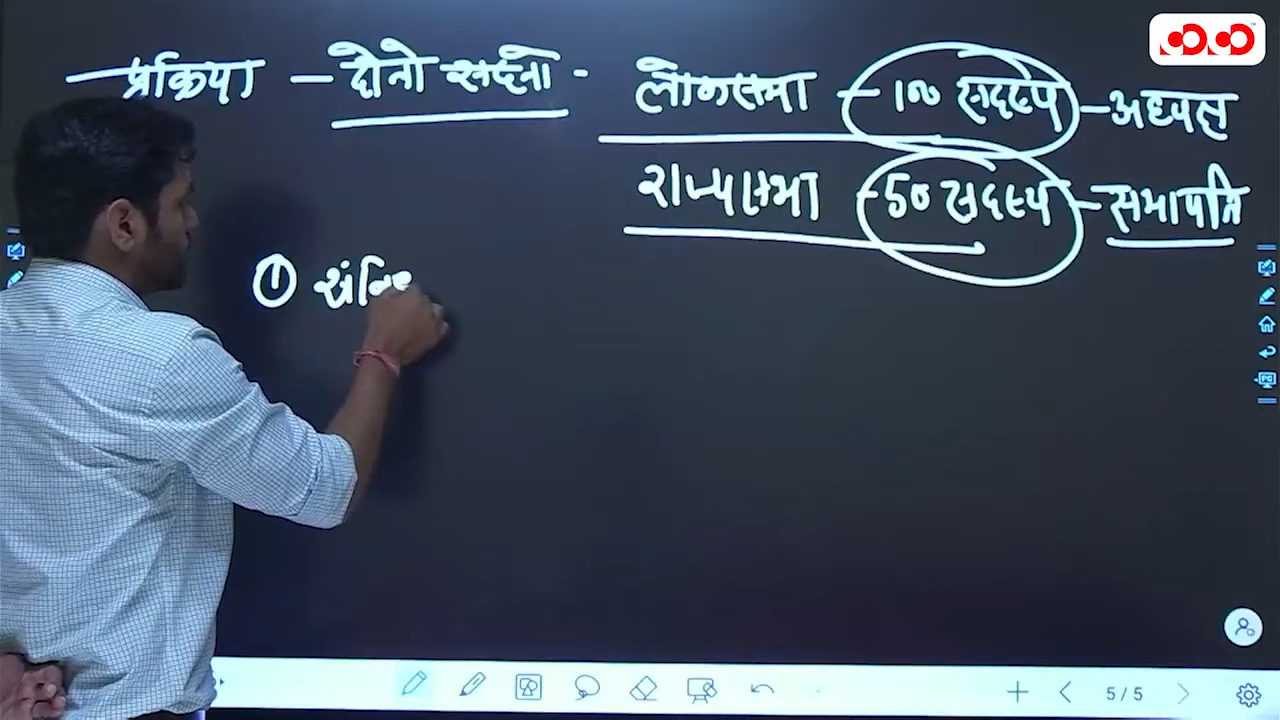 प्रक्रिया — दोनो सदनो - लोकसभा — 100 सदस्य — अध्यक्ष
राज्यसभा — 50 सदस्य — सभापति
①
5 / 5